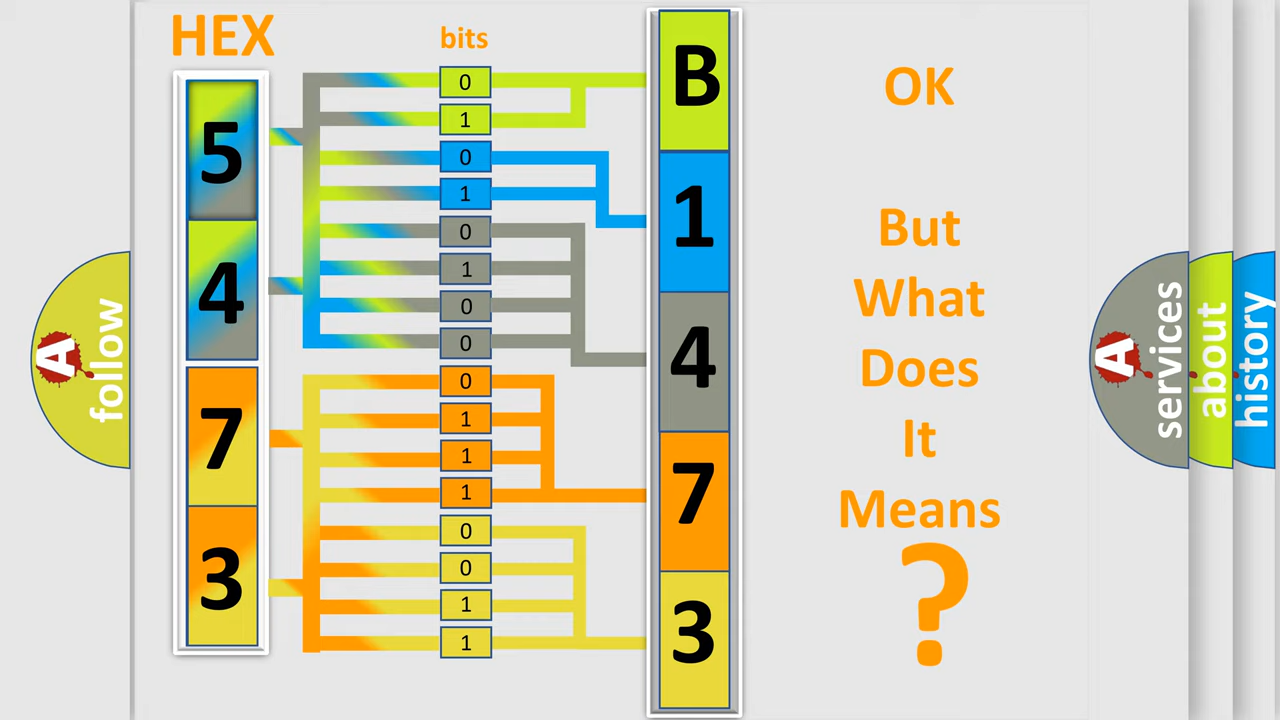 HEX
bits
5
4
7
3
0
1
0
1
0
1
0
0
0
1
1
1
0
0
1
1
B
1
4
7
3
OK
But
What
Does
It
Means
?
A
follow
A
services
about
history